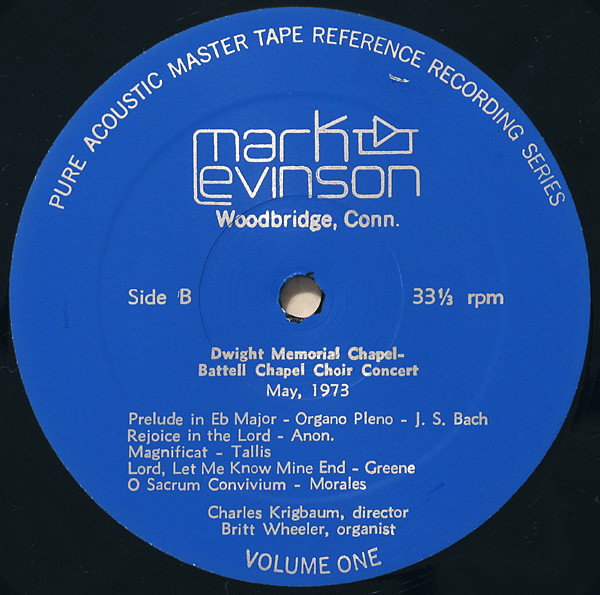 PURE ACOUSTIC MASTER TAPE REFERENCE RECORDING SERIES
mark
Levinson
Woodbridge, Conn.
Side B
33⅓ rpm
Dwight Memorial Chapel-
Battell Chapel Choir Concert
May, 1973
Prelude in Eb Major - Organo Pleno - J. S. Bach
Rejoice in the Lord - Anon.
Magnificat - Tallis
Lord, Let Me Know Mine End - Greene
O Sacrum Convivium - Morales
Charles Krigbaum, director
Britt Wheeler, organist
VOLUME ONE